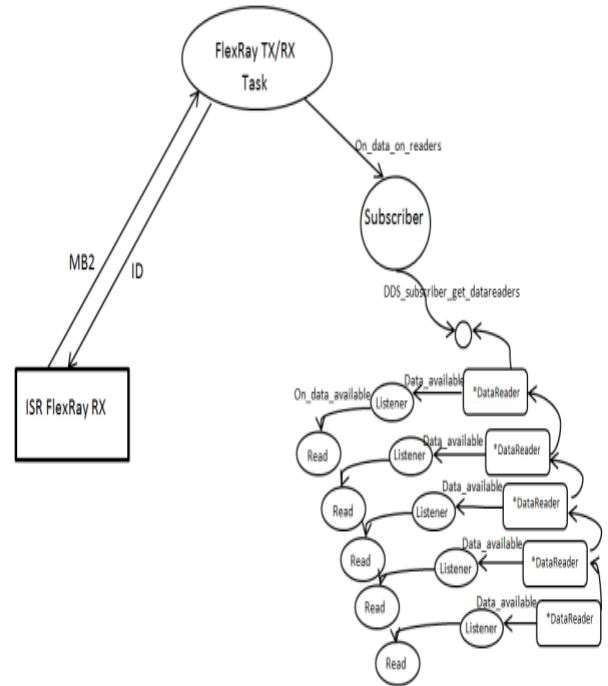 FlexRay TX/RX
Task
On_data_on_readers
Subscriber
MB2
ID
DDS_subscriber_get_datareaders
ISR FlexRay RX
On_data_available
Listener
Data_available
*DataReader
Read
Listener
Data_available
*DataReader
Read
Listener
Data_available
*DataReader
Read
Listener
Data_available
*DataReader
Read
Listener
Data_available
*DataReader
Read